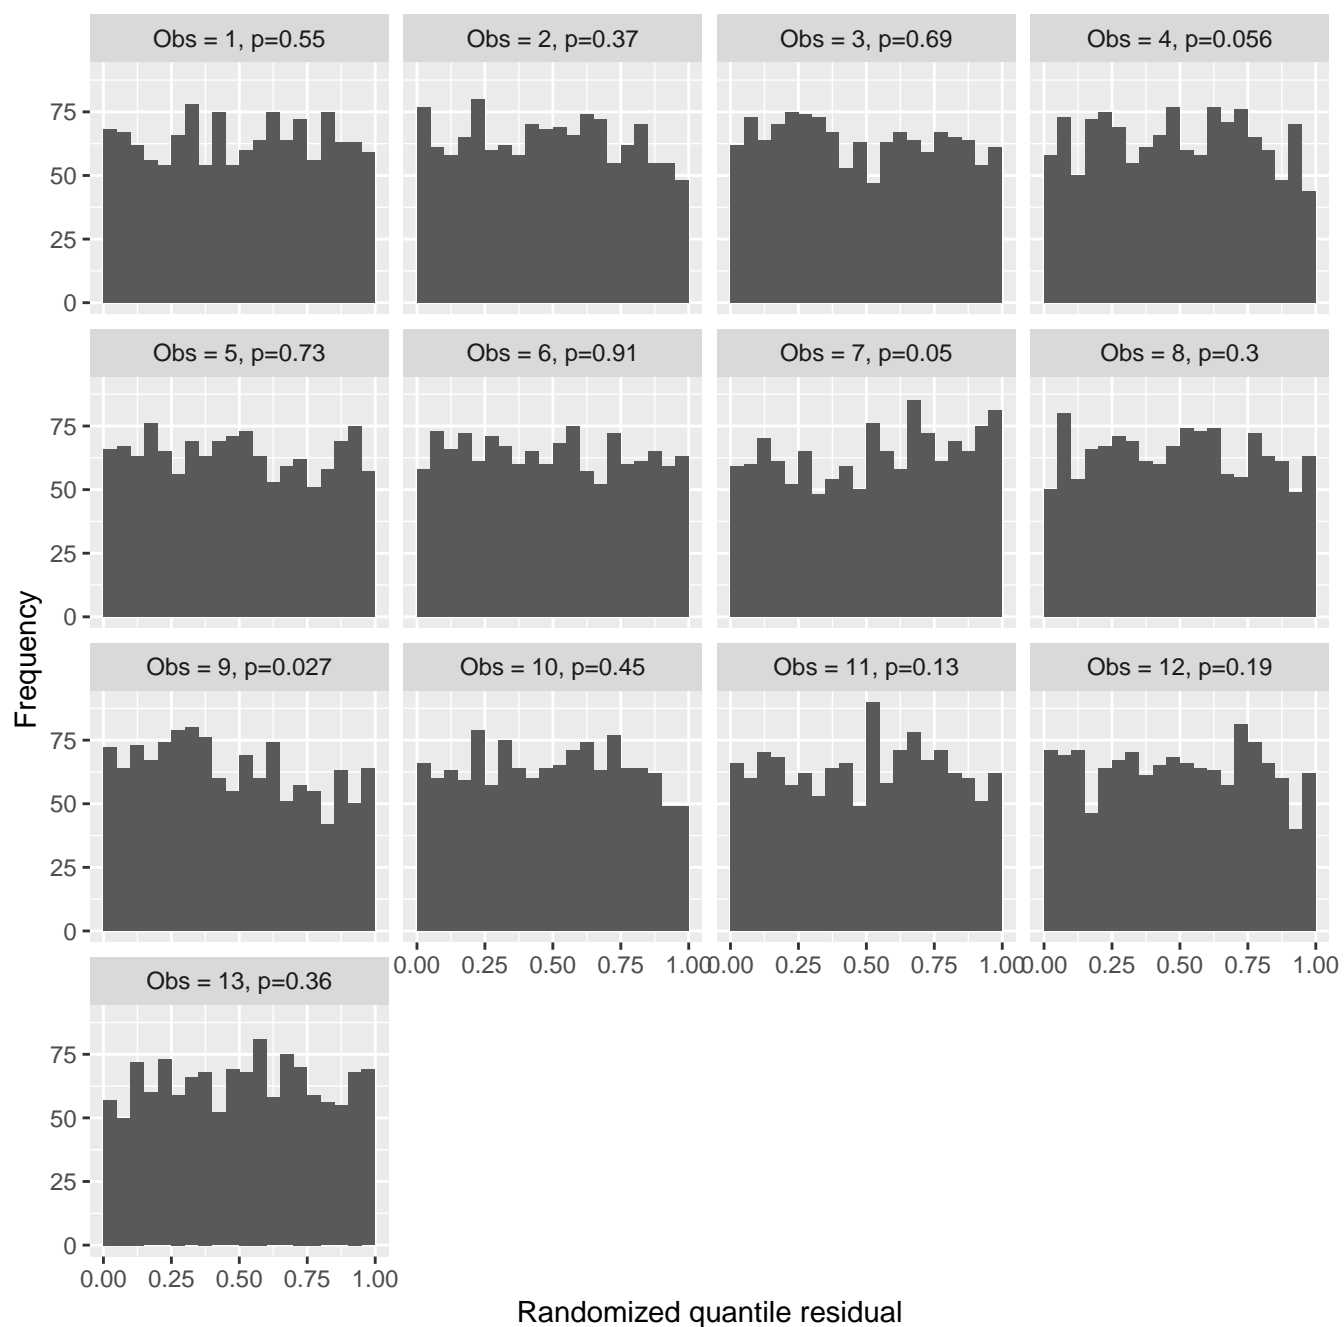 Obs = 1, p=0.55
Obs = 2, p=0.37
Obs = 3, p=0.69
Obs = 4, p=0.056
75
50
25
0
Obs = 5, p=0.73
Obs = 6, p=0.91
Obs = 7, p=0.05
Obs = 8, p=0.3
75
50
25
0
Frequency
Obs = 9, p=0.027
Obs = 10, p=0.45
Obs = 11, p=0.13
Obs = 12, p=0.19
75
50
25
0
0.00 0.25 0.50 0.75 1.00
0.00 0.25 0.50 0.75 1.00
0.00 0.25 0.50 0.75 1.00
Obs = 13, p=0.36
75
50
25
0
0.00 0.25 0.50 0.75 1.00
Randomized quantile residual